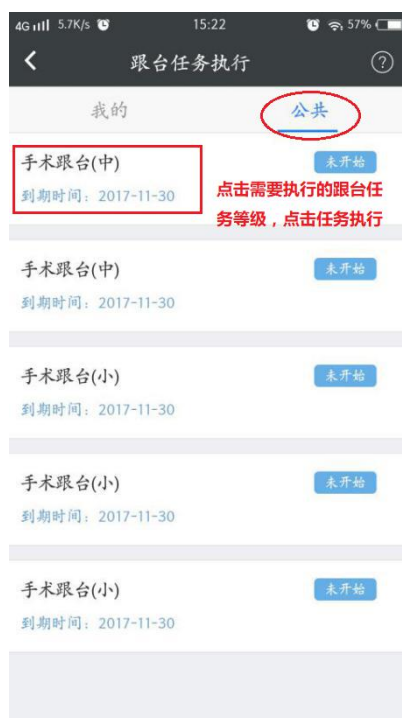 4G 5.7K/s 15:22 57%
跟台任务执行 ?
我的 公共
手术跟台(中) 未开始
到期时间：2017-11-30
点击需要执行的跟台任
务等级，点击任务执行
手术跟台(中) 未开始
到期时间：2017-11-30
手术跟台(小) 未开始
到期时间：2017-11-30
手术跟台(小) 未开始
到期时间：2017-11-30
手术跟台(小) 未开始
到期时间：2017-11-30